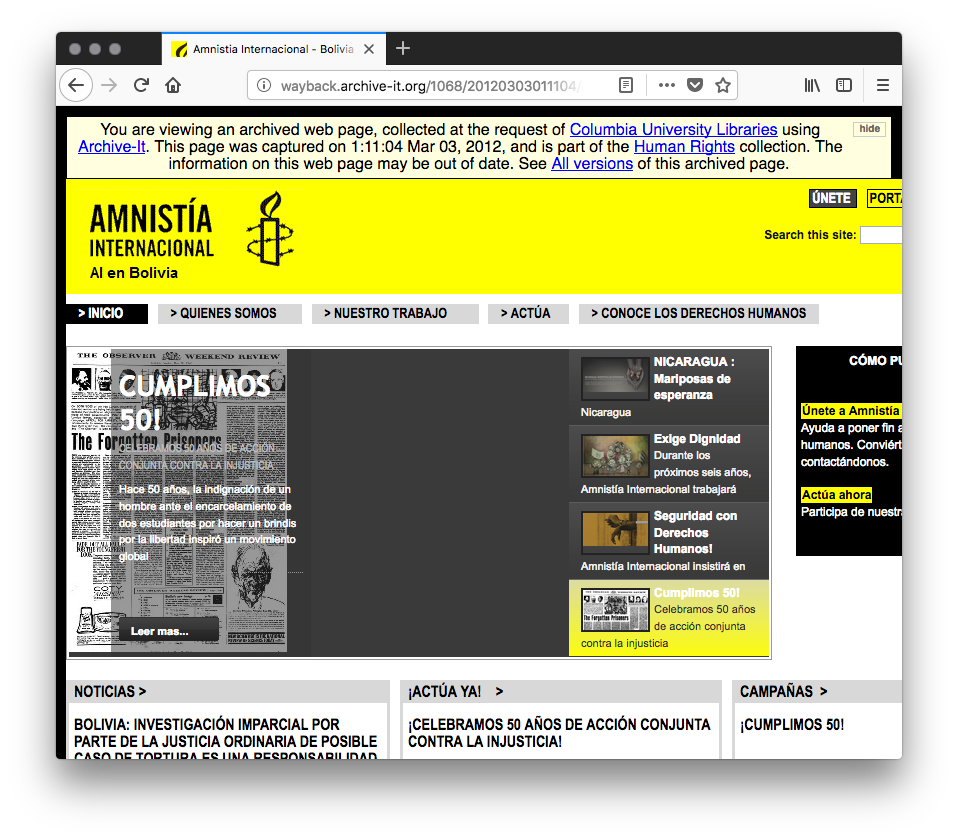 Amnistia Internacional - Bolivia
wayback.archive-it.org/1068/20120303011104/
You are viewing an archived web page, collected at the request of Columbia University Libraries using
Archive-It. This page was captured on 1:11:04 Mar 03, 2012, and is part of the Human Rights collection. The
information on this web page may be out of date. See All versions of this archived page.
hide
AMNISTÍA
INTERNACIONAL
AI en Bolivia
ÚNETE
PORTA
Search this site:
> INICIO
> QUIENES SOMOS
> NUESTRO TRABAJO
> ACTÚA
> CONOCE LOS DERECHOS HUMANOS
THE OBSERVER WEEKEND REVIEW
The Forgotten Prisoners
CUMPLIMOS
50!
CELEBRAMOS 50 AÑOS DE ACCIÓN
CONJUNTA CONTRA LA INJUSTICIA
Hace 50 años, la indignación de un
hombre ante el encarcelamiento de
dos estudiantes por hacer un brindis
por la libertad inspiró un movimiento
global
Leer mas...
NICARAGUA :
Mariposas de
esperanza
Nicaragua
Exige Dignidad
Durante los
próximos seis años,
Amnistía Internacional trabajará
Seguridad con
Derechos
Humanos!
Amnistía Internacional insistirá en
Cumplimos 50!
Celebramos 50 años
de acción conjunta
contra la injusticia
CÓMO PU
Únete a Amnistía
Ayuda a poner fin a
humanos. Conviért
contactándonos.
Actúa ahora
Participa de nuestra
NOTICIAS >
BOLIVIA: INVESTIGACIÓN IMPARCIAL POR
PARTE DE LA JUSTICIA ORDINARIA DE POSIBLE
CASO DE TORTURA ES UNA RESPONSABILIDAD
¡ACTÚA YA! >
¡CELEBRAMOS 50 AÑOS DE ACCIÓN CONJUNTA
CONTRA LA INJUSTICIA!
CAMPAÑAS >
¡CUMPLIMOS 50!